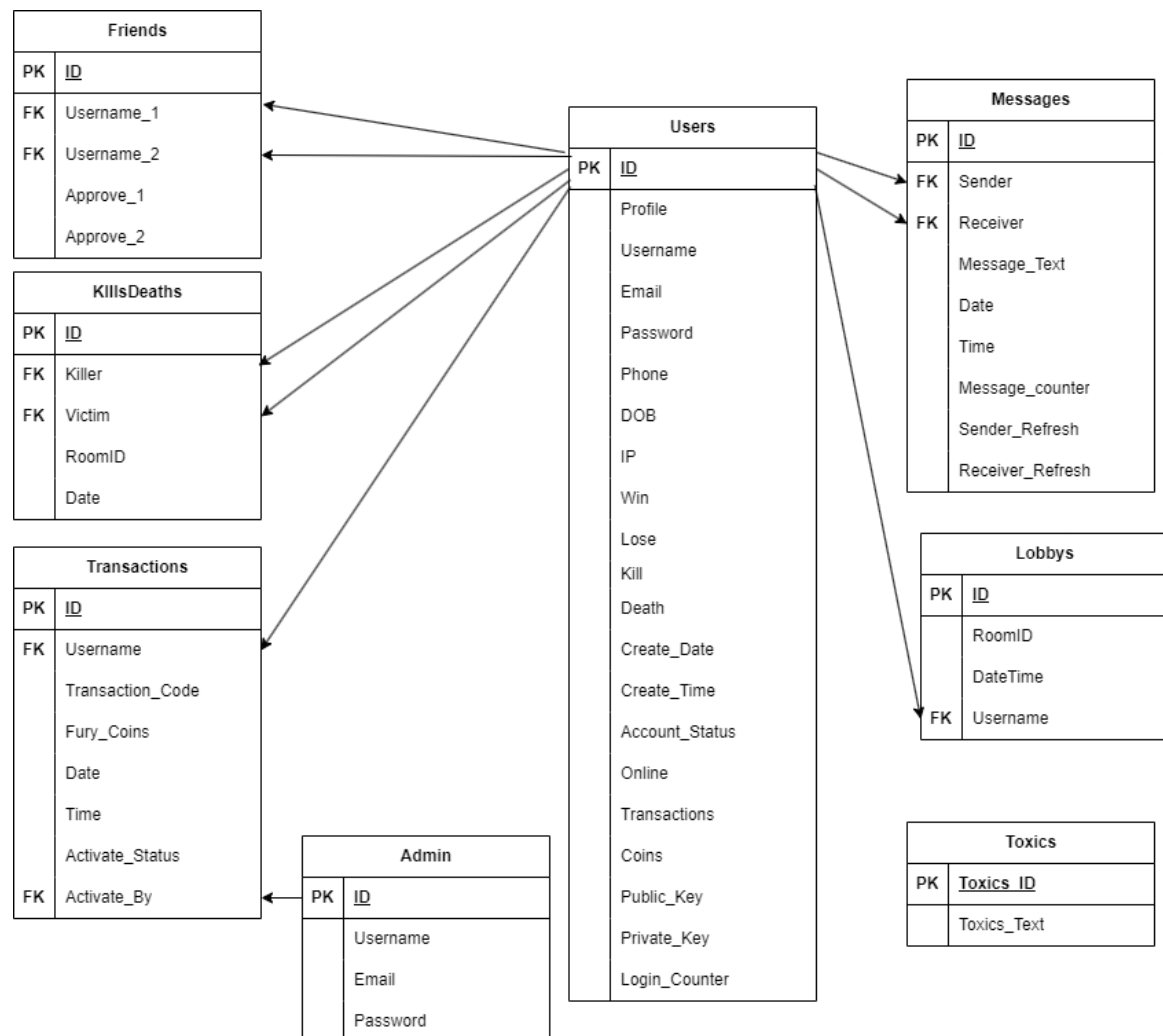 Friends
PK ID
FK Username_1
FK Username_2
Approve_1
Approve_2
KIllsDeaths
PK ID
FK Killer
FK Victim
RoomID
Date
Transactions
PK ID
FK Username
Transaction_Code
Fury_Coins
Date
Time
Activate_Status
FK Activate_By
Admin
PK ID
Username
Email
Password
Users
PK ID
Profile
Username
Email
Password
Phone
DOB
IP
Win
Lose
Kill
Death
Create_Date
Create_Time
Account_Status
Online
Transactions
Coins
Public_Key
Private_Key
Login_Counter
Messages
PK ID
FK Sender
FK Receiver
Message_Text
Date
Time
Message_counter
Sender_Refresh
Receiver_Refresh
Lobbys
PK ID
RoomID
DateTime
FK Username
Toxics
PK Toxics_ID
Toxics_Text